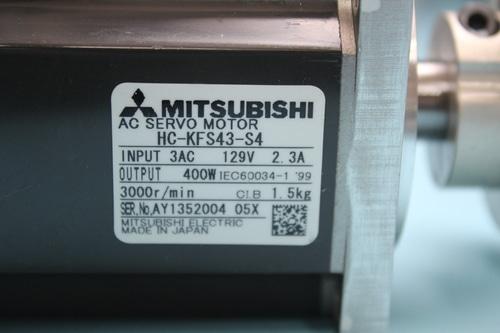 MITSUBISHI
AC SERVO MOTOR
HC-KFS43-S4
INPUT 3AC 129V 2.3A
OUTPUT 400W IEC60034-1 '99
3000r/min CI.B 1.5kg
SER.No.AY1352004 05X
MITSUBISHI ELECTRIC
MADE IN JAPAN